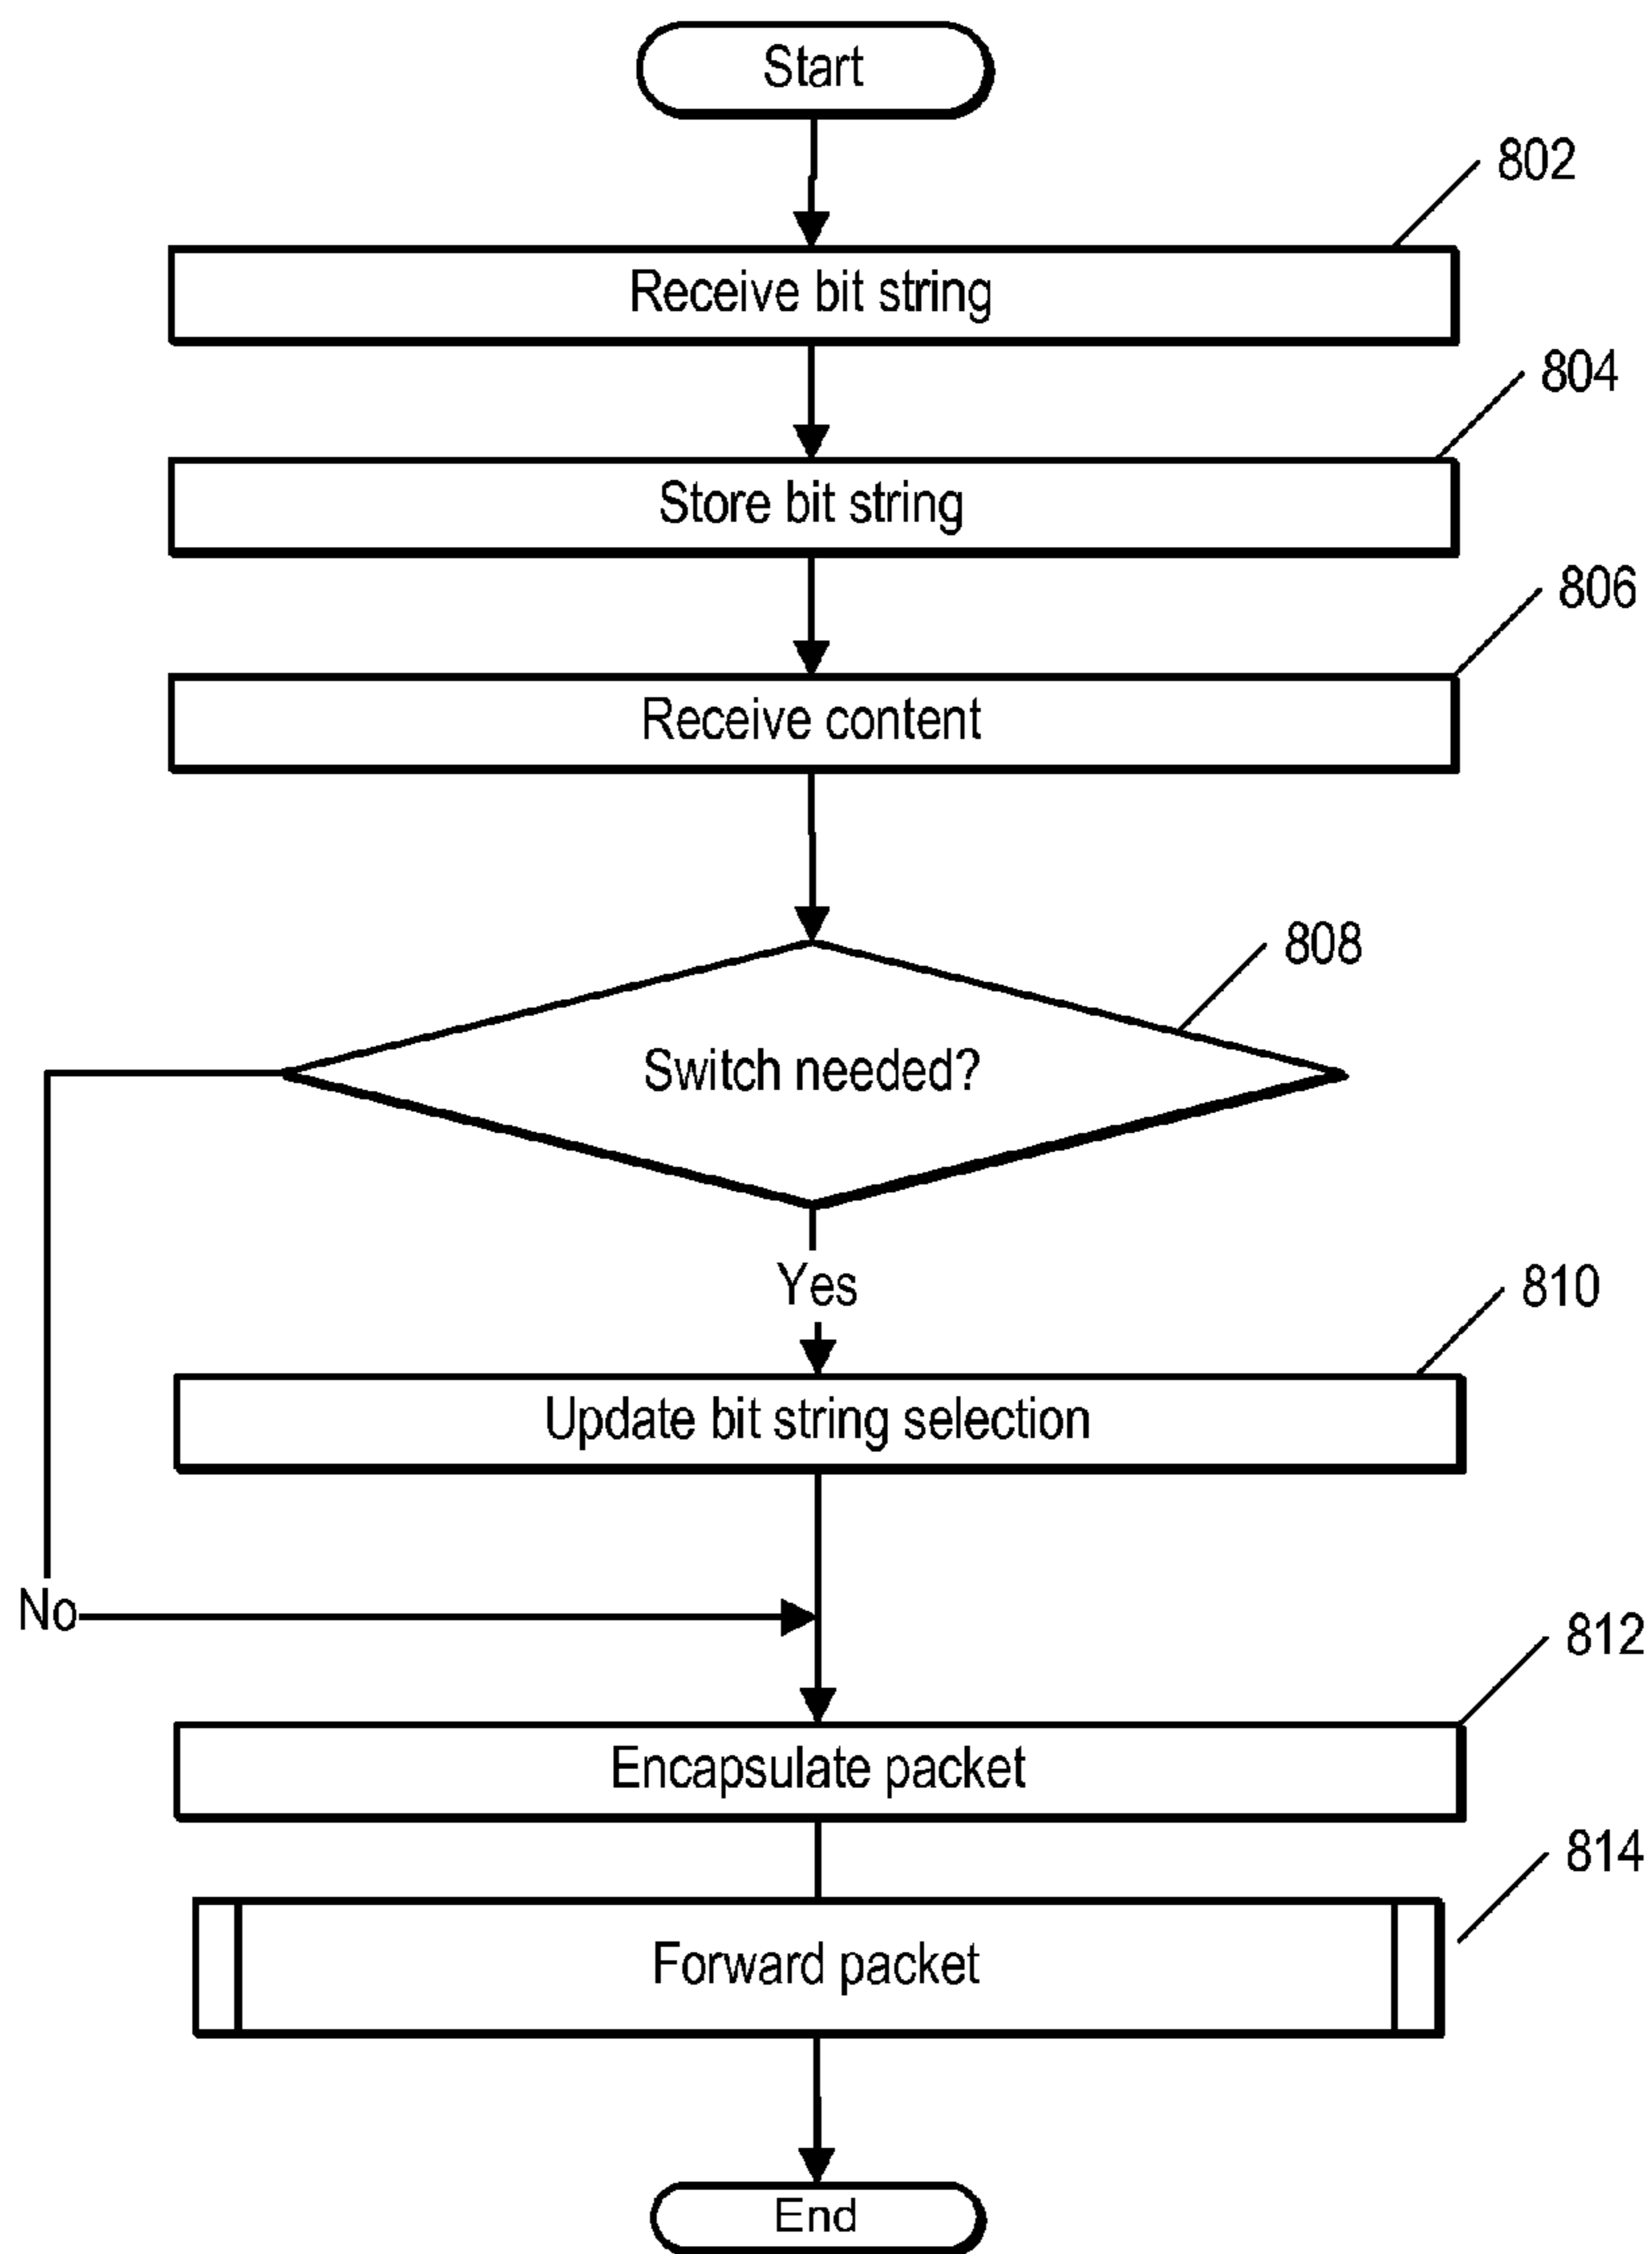 Start
802
Receive bit string
804
Store bit string
806
Receive content
808
Switch needed?
Yes
810
Update bit string selection
No
812
Encapsulate packet
814
Forward packet
End